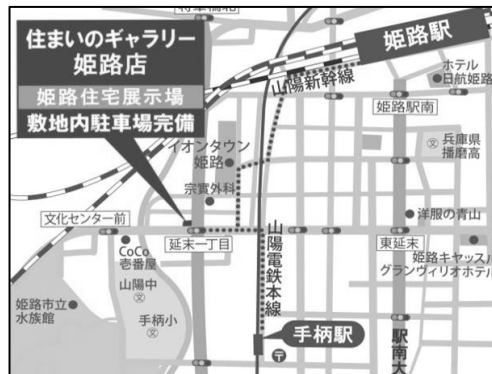 住まいのギャラリー
姫路店
姫路住宅展示場
敷地内駐車場完備
姫路駅
山陽新幹線
ホテル
日航姫路
姫路駅南
兵庫県
播磨高
イオンタウン
姫路
宗實外科
文化センター前
延末一丁目
山陽電鉄本線
洋服の青山
東延末
姫路キャッスル
グランヴィリオホテル
CoCo
壱番屋
山陽中
手柄小
姫路市立
水族館
手柄駅
駅南大